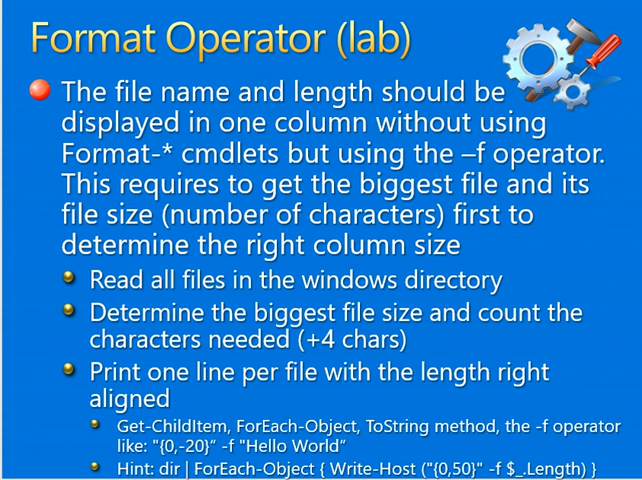 Format Operator (lab)
The file name and length should be
displayed in one column without using
Format-* cmdlets but using the –f operator.
This requires to get the biggest file and its
file size (number of characters) first to
determine the right column size
Read all files in the windows directory
Determine the biggest file size and count the
characters needed (+4 chars)
Print one line per file with the length right
aligned
Get-ChildItem, ForEach-Object, ToString method, the -f operator
like: "{0,-20}“ -f "Hello World“
Hint: dir | ForEach-Object { Write-Host ("{0,50}" -f $_.Length) }